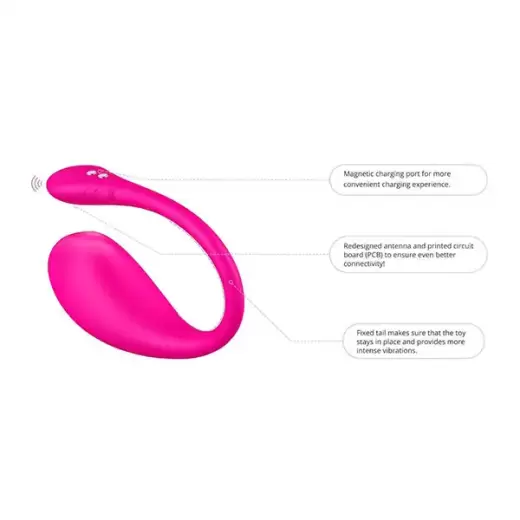 Magnetic charging port for more
convenient charging experience.
Redesigned antenna and printed circuit
board (PCB) to ensure even better
connectivity!
Fixed tail makes sure that the toy
stays in place and provides more
intense vibrations.